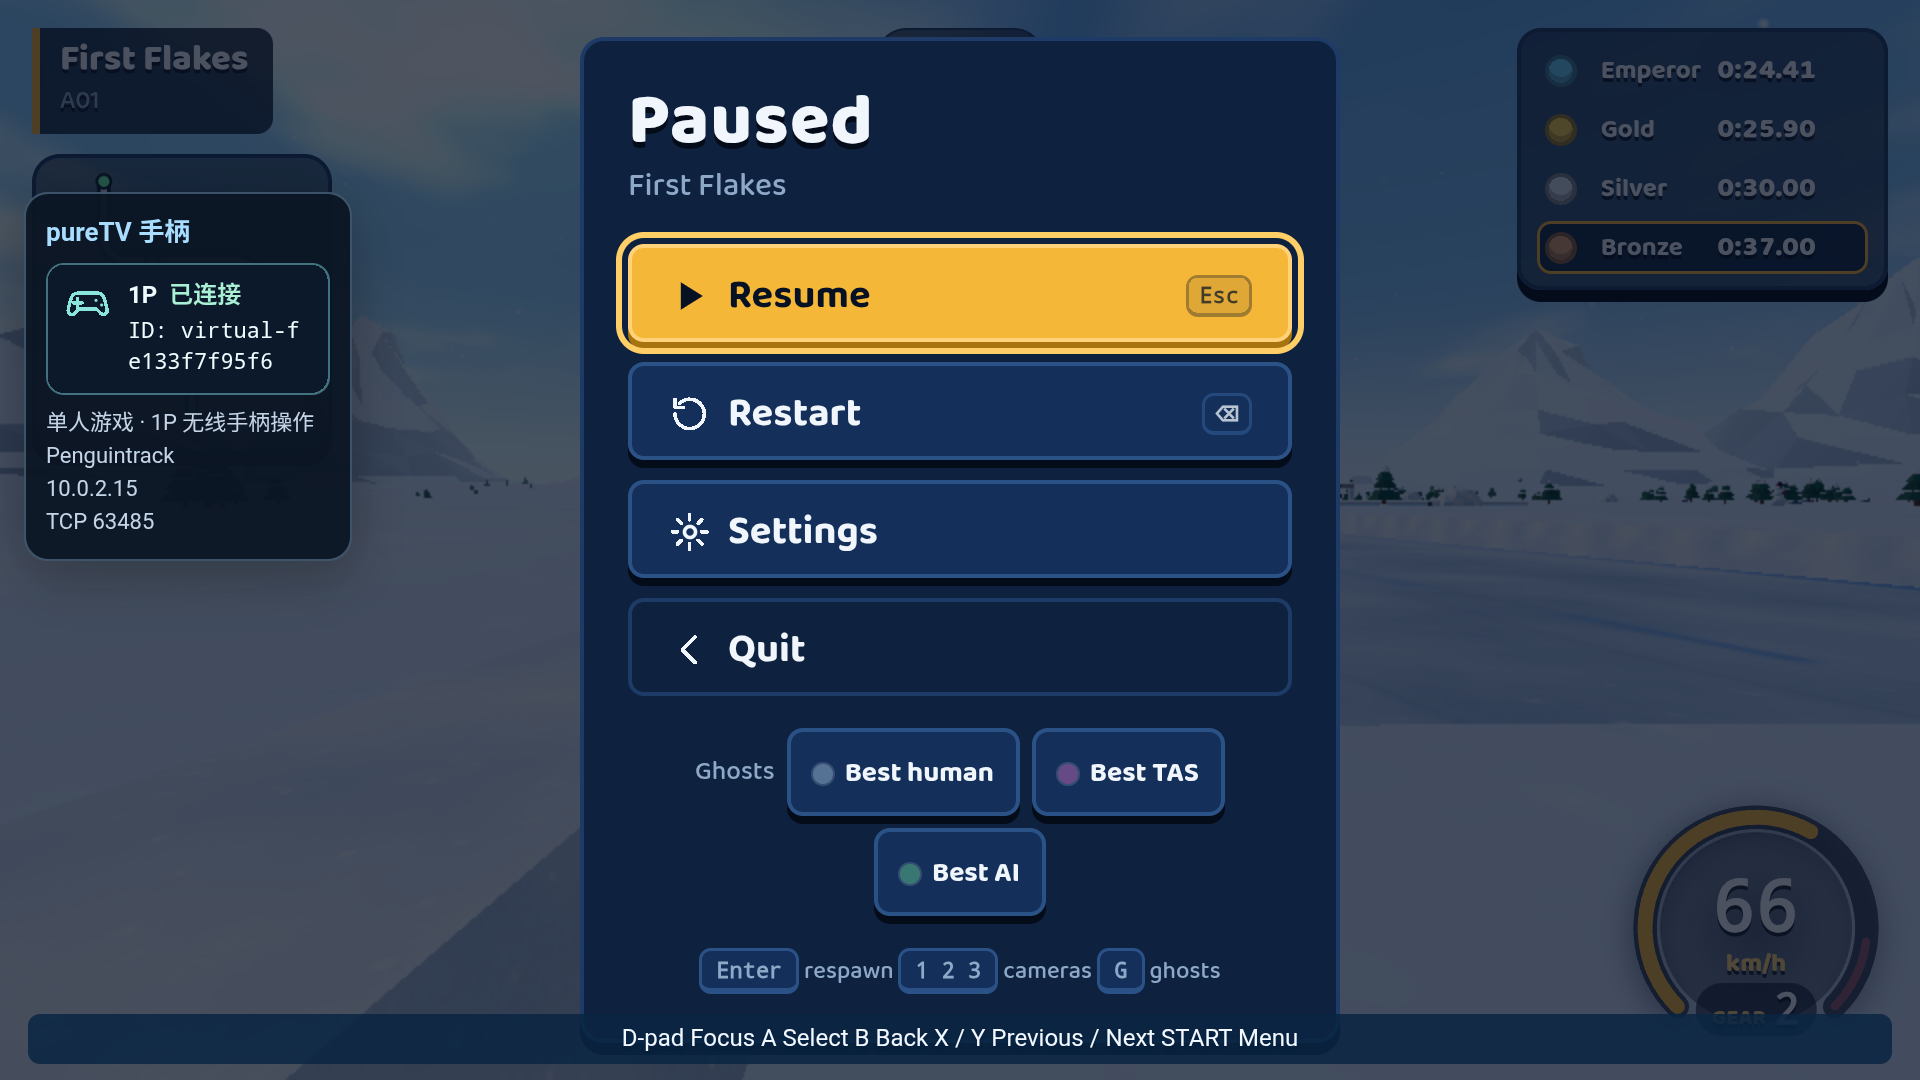 First Flakes
A01
pureTV 手柄
1P 已连接
ID: virtual-f
e133f7f95f6
单人游戏 · 1P 无线手柄操作
Penguintrack
10.0.2.15
TCP 63485
Paused
First Flakes
Resume Esc
Restart
Settings
Quit
Ghosts Best human Best TAS
Best AI
Enter respawn 1 2 3 cameras G ghosts
Emperor 0:24.41
Gold 0:25.90
Silver 0:30.00
Bronze 0:37.00
66
km/h
GEAR 2
D-pad Focus A Select B Back X / Y Previous / Next START Menu